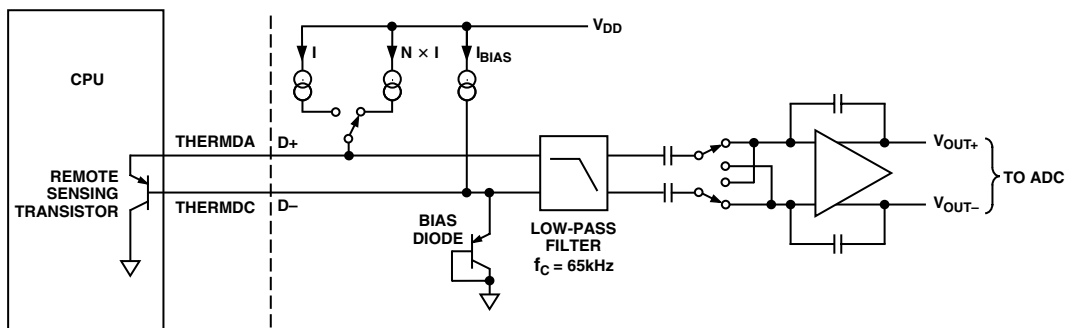 V_DD
I
N × I
I_BIAS
CPU
THERMDA
D+
REMOTE
SENSING
TRANSISTOR
THERMDC
D–
BIAS
DIODE
LOW-PASS
FILTER
f_C = 65kHz
V_OUT+
TO ADC
V_OUT–